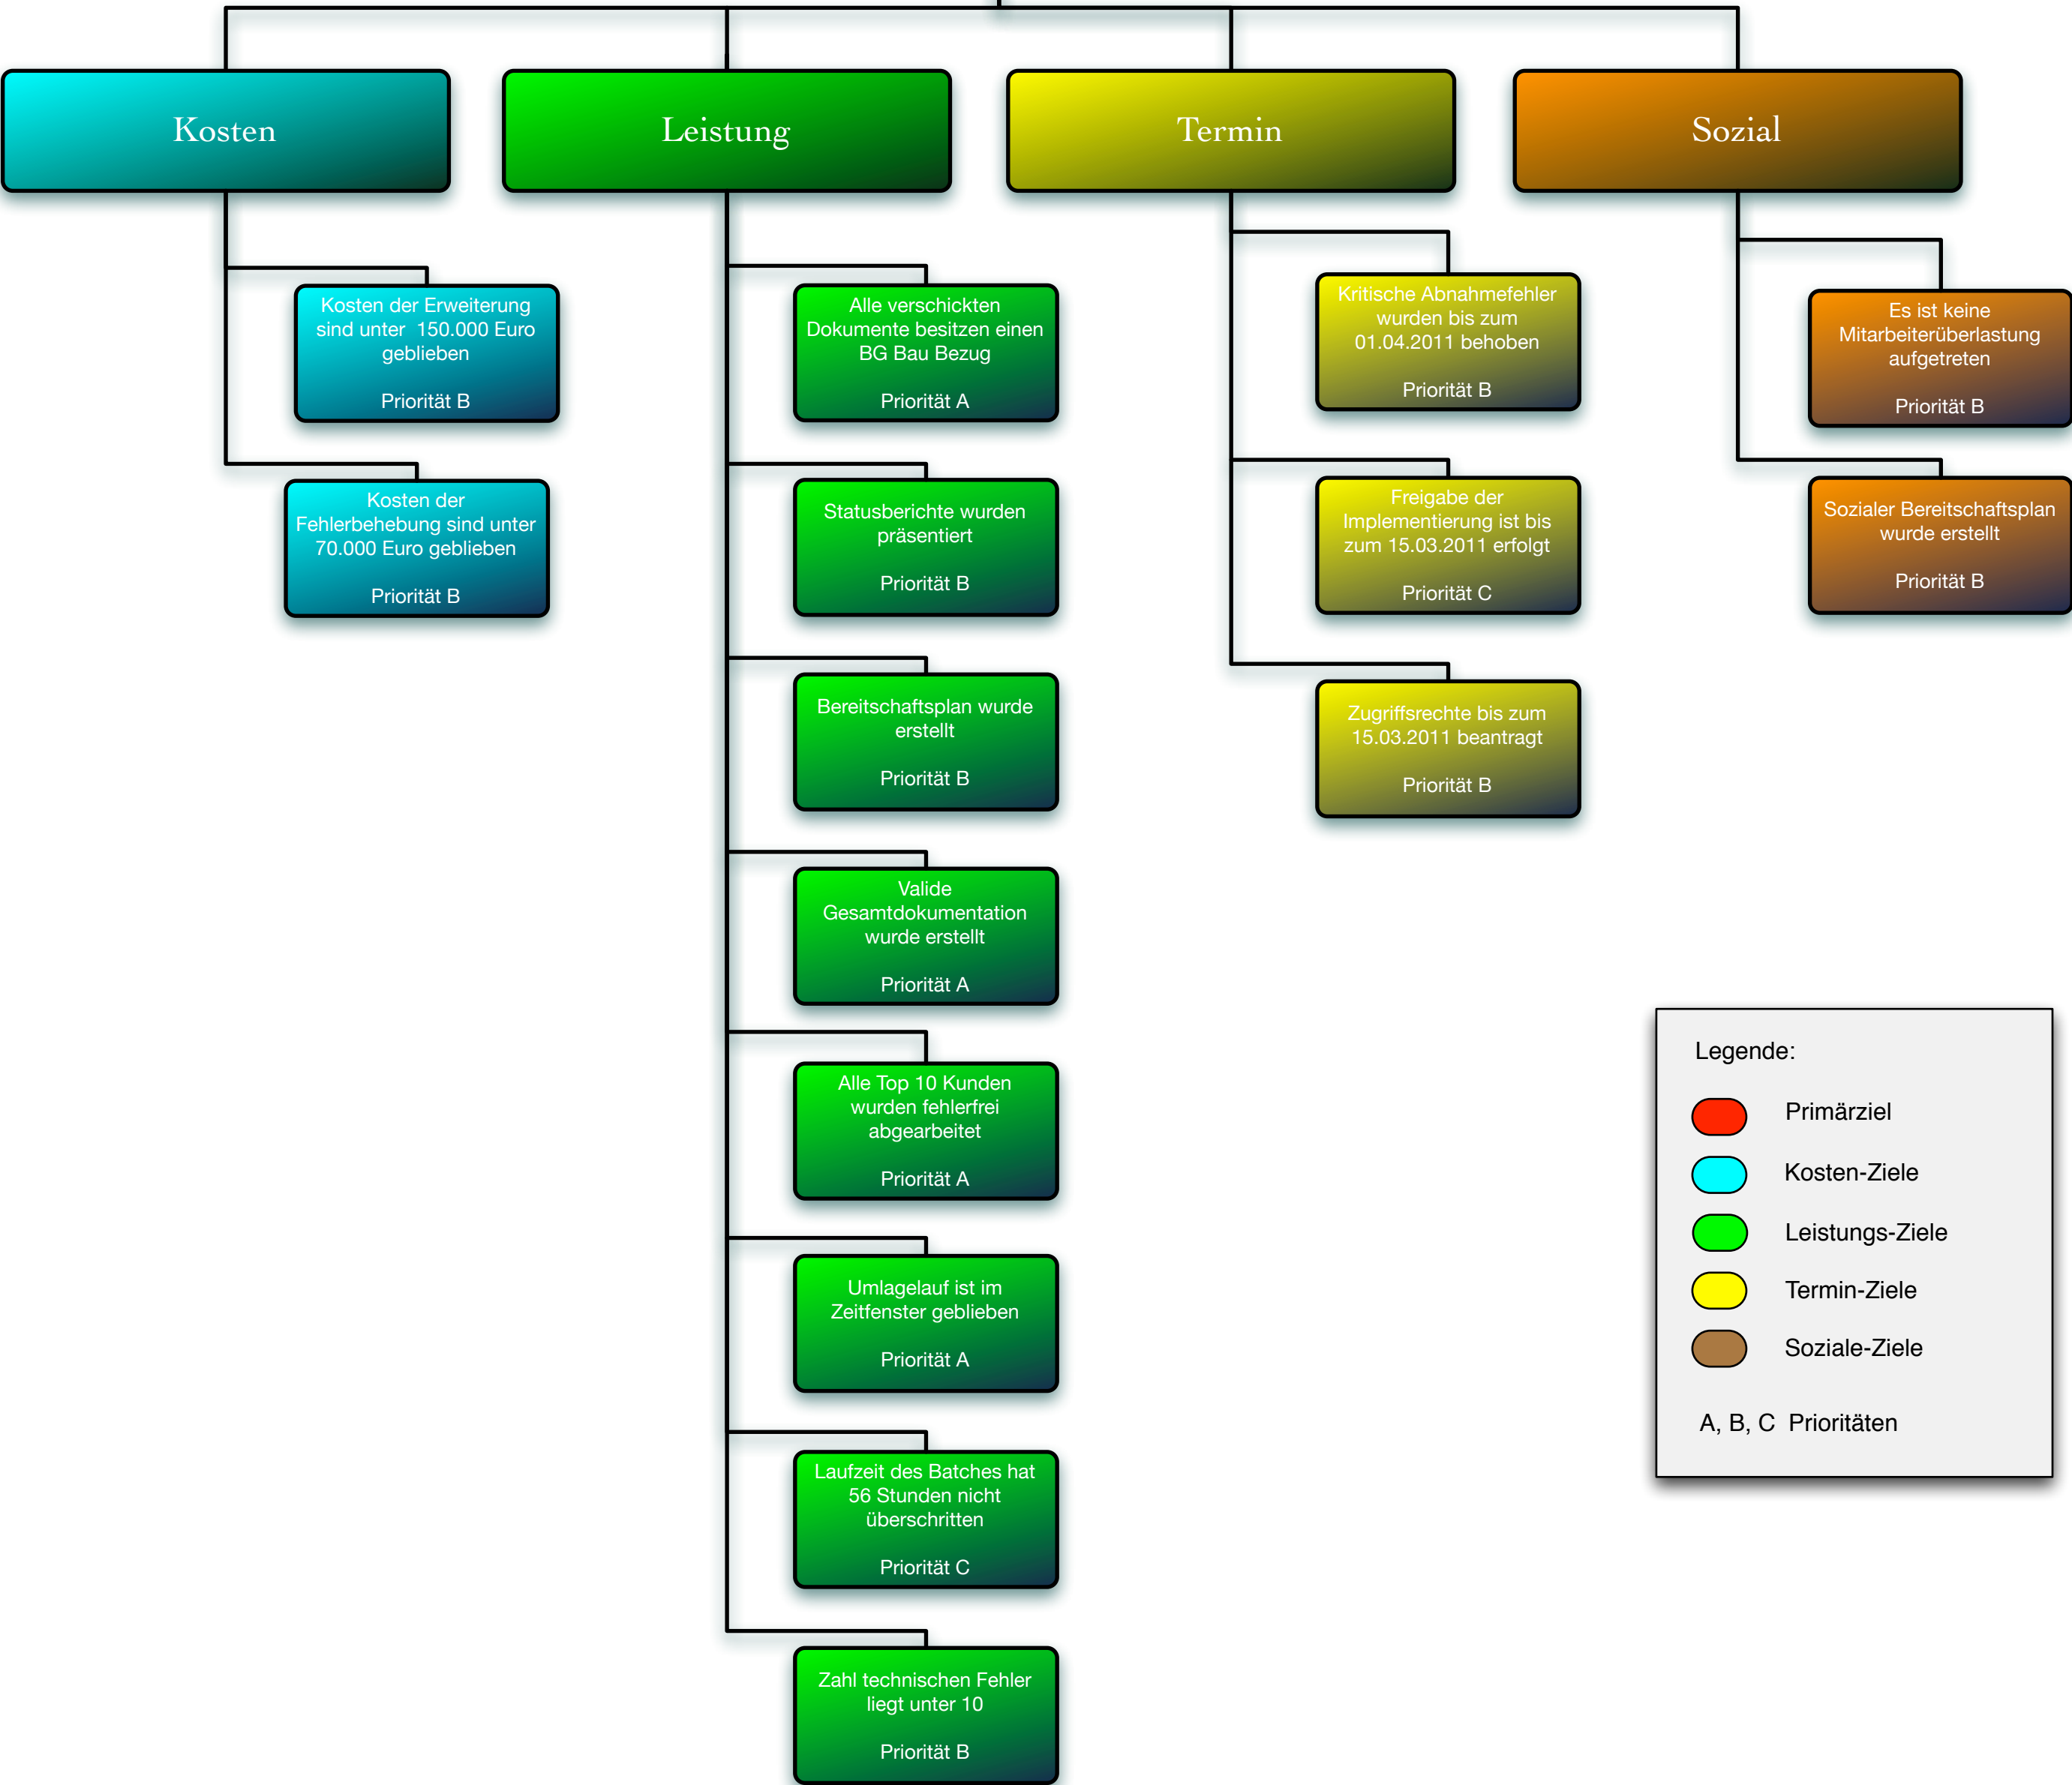 Kosten
Leistung
Termin
Sozial
Kosten der Erweiterung
sind unter 150.000 Euro
geblieben
Priorität B
Kosten der
Fehlerbehebung sind unter
70.000 Euro geblieben
Priorität B
Alle verschickten
Dokumente besitzen einen
BG Bau Bezug
Priorität A
Statusberichte wurden
präsentiert
Priorität B
Bereitschaftsplan wurde
erstellt
Priorität B
Valide
Gesamtdokumentation
wurde erstellt
Priorität A
Alle Top 10 Kunden
wurden fehlerfrei
abgearbeitet
Priorität A
Umlagelauf ist im
Zeitfenster geblieben
Priorität A
Laufzeit des Batches hat
56 Stunden nicht
überschritten
Priorität C
Zahl technischen Fehler
liegt unter 10
Priorität B
Kritische Abnahmefehler
wurden bis zum
01.04.2011 behoben
Priorität B
Freigabe der
Implementierung ist bis
zum 15.03.2011 erfolgt
Priorität C
Zugriffsrechte bis zum
15.03.2011 beantragt
Priorität B
Es ist keine
Mitarbeiterüberlastung
aufgetreten
Priorität B
Sozialer Bereitschaftsplan
wurde erstellt
Priorität B
Legende:
Primärziel
Kosten-Ziele
Leistungs-Ziele
Termin-Ziele
Soziale-Ziele
A, B, C Prioritäten